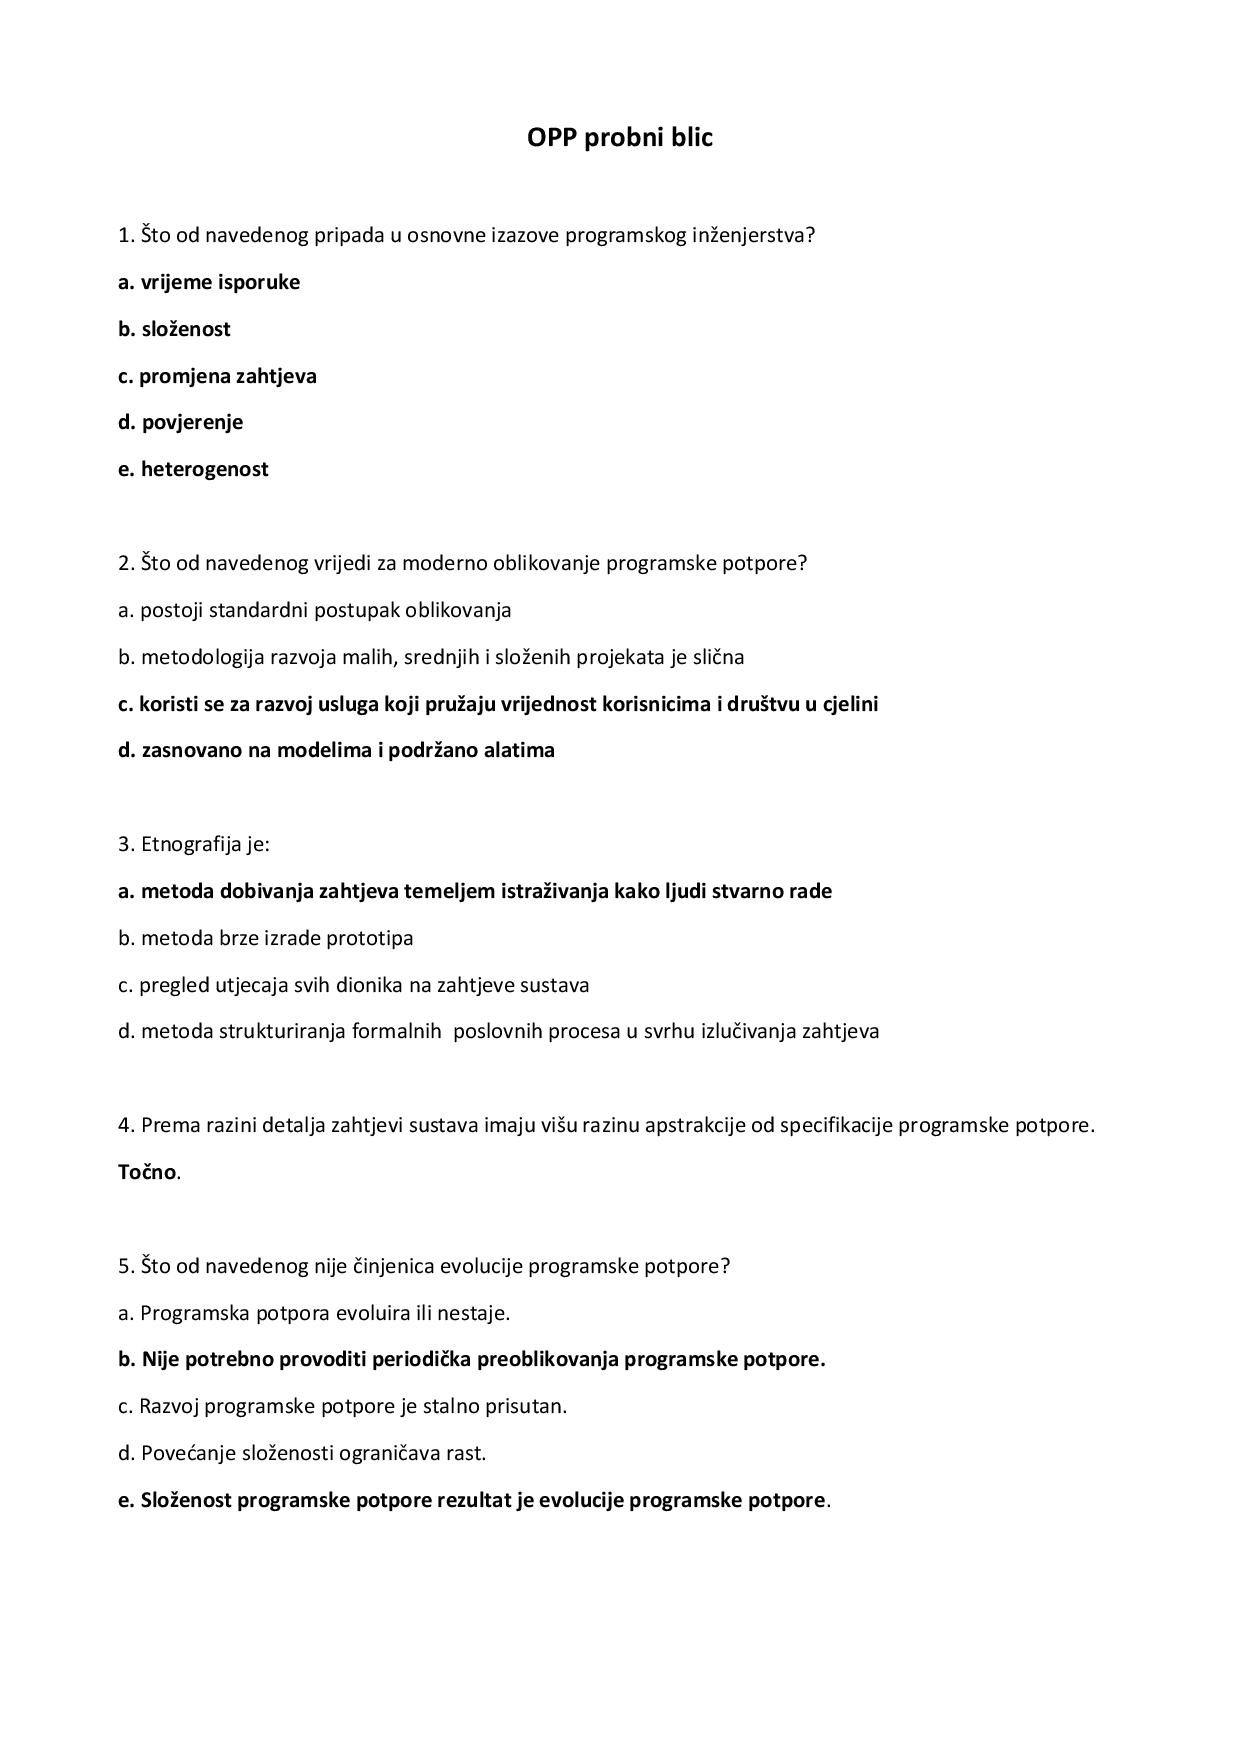 OPP probni blic
1. Što od navedenog pripada u osnovne izazove programskog inženjerstva?
a. vrijeme isporuke
b. složenost
c. promjena zahtjeva
d. povjerenje
e. heterogenost
2. Što od navedenog vrijedi za moderno oblikovanje programske potpore?
a. postoji standardni postupak oblikovanja
b. metodologija razvoja malih, srednjih i složenih projekata je slična
c. koristi se za razvoj usluga koji pružaju vrijednost korisnicima i društvu u cjelini
d. zasnovano na modelima i podržano alatima
3. Etnografija je:
a. metoda dobivanja zahtjeva temeljem istraživanja kako ljudi stvarno rade
b. metoda brze izrade prototipa
c. pregled utjecaja svih dionika na zahtjeve sustava
d. metoda strukturiranja formalnih  poslovnih procesa u svrhu izlučivanja zahtjeva
4. Prema razini detalja zahtjevi sustava imaju višu razinu apstrakcije od specifikacije programske potpore.
Točno.
5. Što od navedenog nije činjenica evolucije programske potpore?
a. Programska potpora evoluira ili nestaje.
b. Nije potrebno provoditi periodička preoblikovanja programske potpore.
c. Razvoj programske potpore je stalno prisutan.
d. Povećanje složenosti ograničava rast.
e. Složenost programske potpore rezultat je evolucije programske potpore.